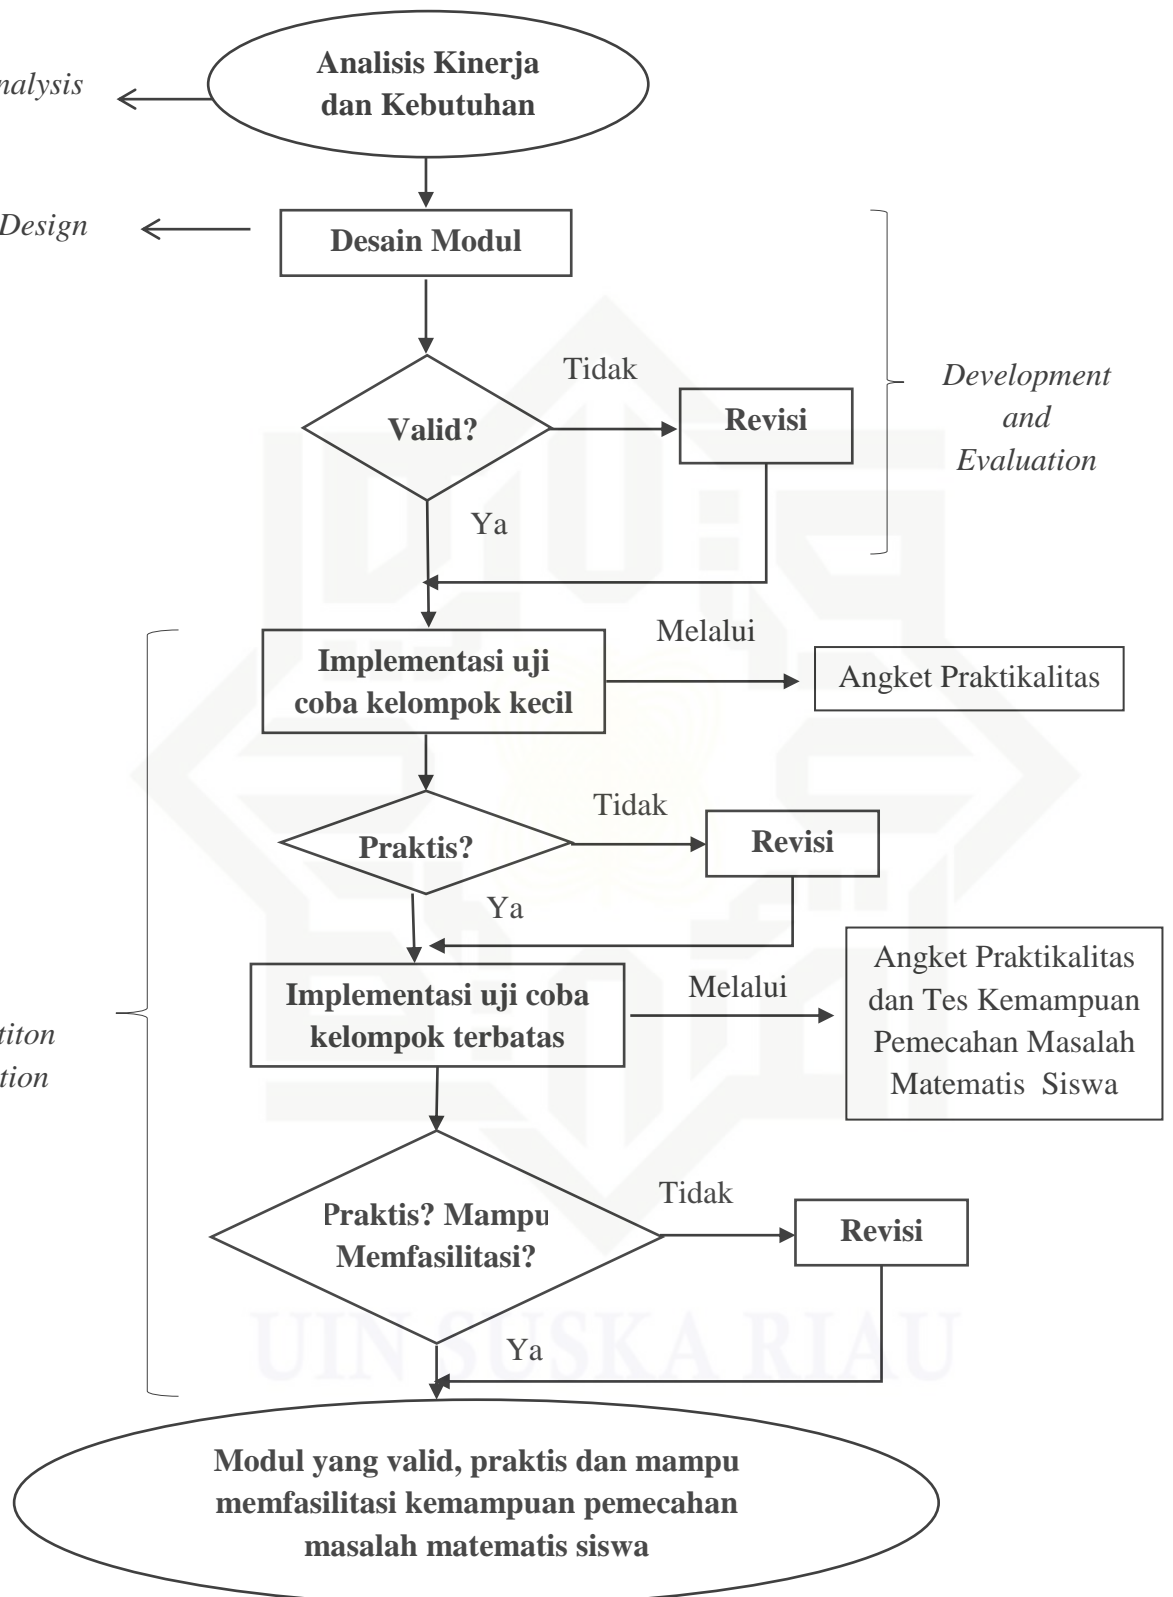 Analisis Kinerja
dan Kebutuhan
nalysis
Design
Desain Modul
Tidak
Valid?
Revisi
Development
and
Evaluation
Ya
Implementasi uji
coba kelompok kecil
Melalui
Angket Praktikalitas
Tidak
Praktis?
Revisi
Ya
Implementasi uji coba
kelompok terbatas
Melalui
Angket Praktikalitas
dan Tes Kemampuan
Pemecahan Masalah
Matematis Siswa
titon
tion
Tidak
Praktis? Mampu
Memfasilitasi?
Revisi
UIN SUSKA RIAU
Ya
Modul yang valid, praktis dan mampu
memfasilitasi kemampuan pemecahan
masalah matematis siswa